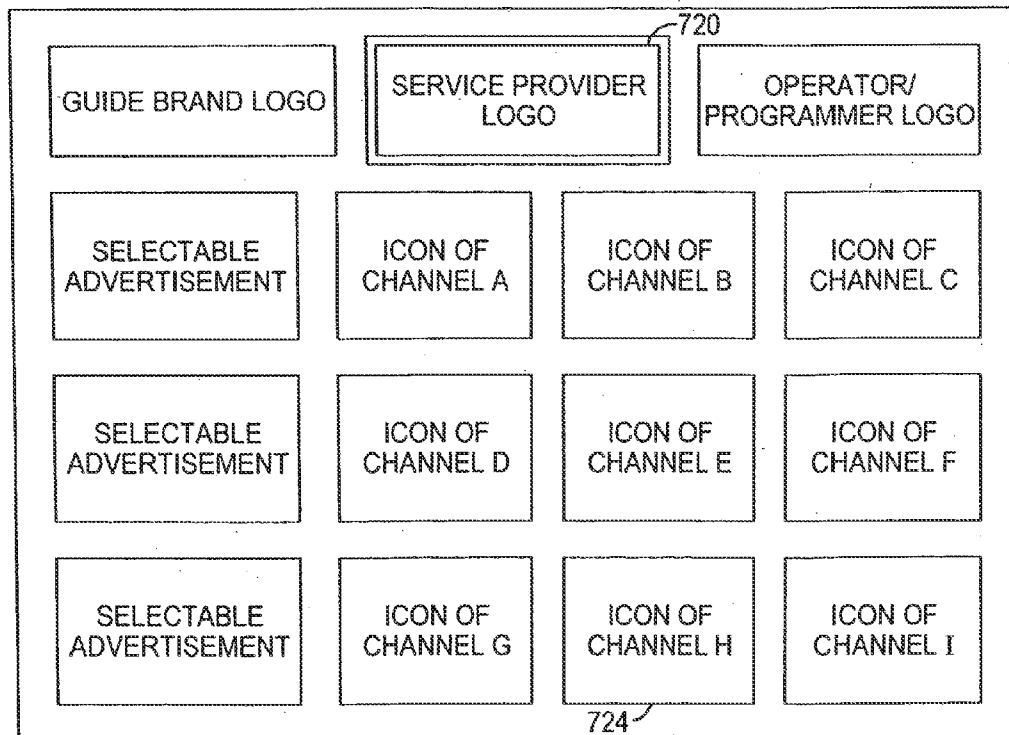 720
GUIDE BRAND LOGO
SERVICE PROVIDER
LOGO
OPERATOR/
PROGRAMMER LOGO
SELECTABLE
ADVERTISEMENT
ICON OF
CHANNEL A
ICON OF
CHANNEL B
ICON OF
CHANNEL C
SELECTABLE
ADVERTISEMENT
ICON OF
CHANNEL D
ICON OF
CHANNEL E
ICON OF
CHANNEL F
SELECTABLE
ADVERTISEMENT
ICON OF
CHANNEL G
ICON OF
CHANNEL H
ICON OF
CHANNEL I
724